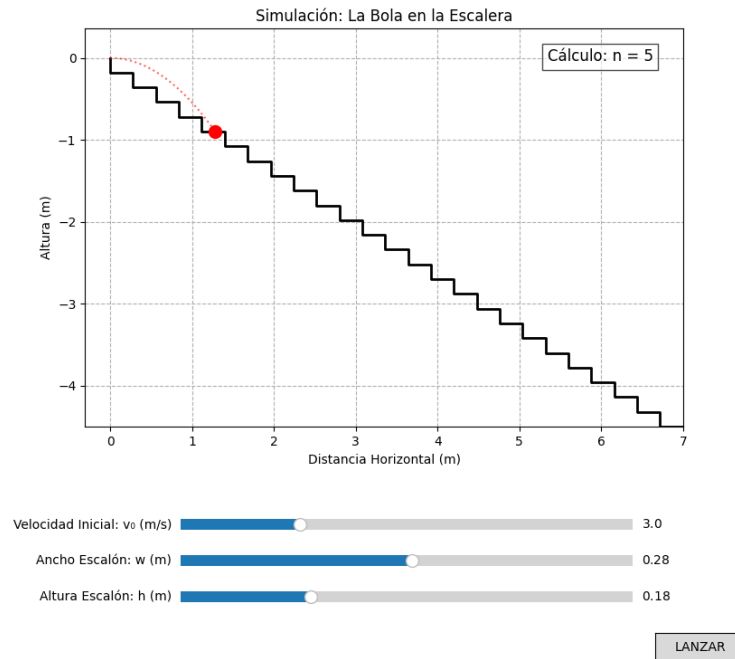 Simulación: La Bola en la Escalera
Cálculo: n = 5
Altura (m)
0
−1
−2
−3
−4
0 1 2 3 4 5 6 7
Distancia Horizontal (m)
Velocidad Inicial: v₀ (m/s) 3.0
Ancho Escalón: w (m) 0.28
Altura Escalón: h (m) 0.18
LANZAR